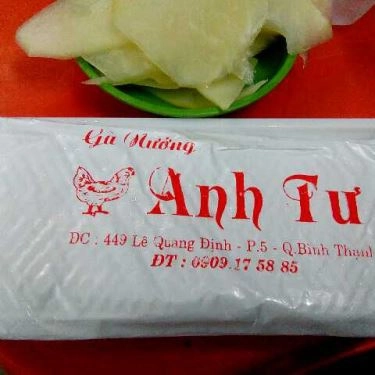 Gà Nướng
Anh Tư
DC : 449 Lê Quang Định - P.5 - Q.Bình Thạnh
ĐT : 0909.17 58 85